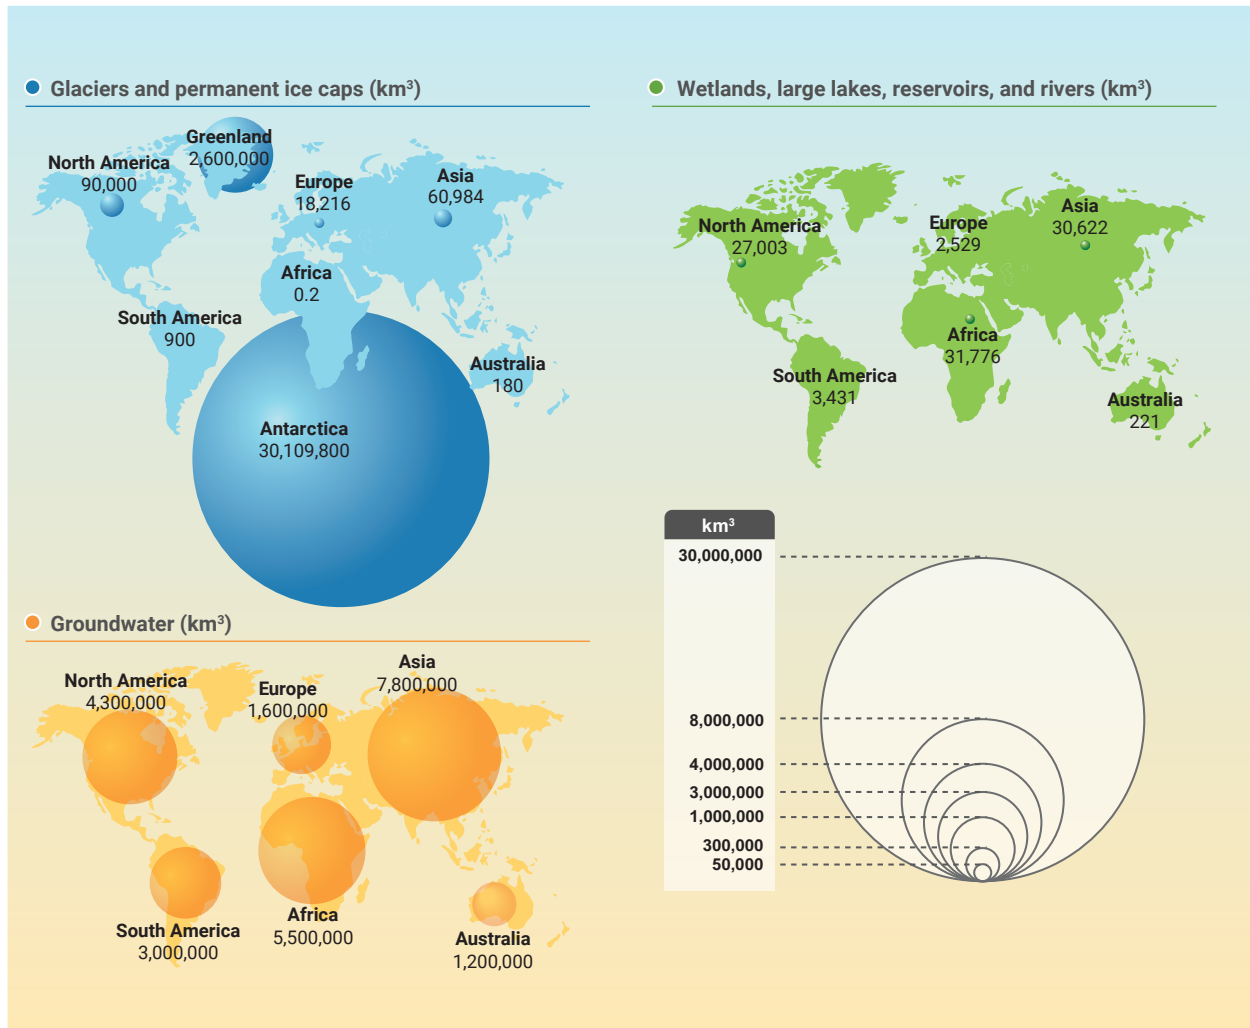 Glaciers and permanent ice caps (km³)
Greenland
2,600,000
North America
90,000
Europe
18,216
Asia
60,984
Africa
0.2
South America
900
Australia
180
Antarctica
30,109,800
Wetlands, large lakes, reservoirs, and rivers (km³)
North America
27,003
Europe
2,529
Asia
30,622
Africa
31,776
South America
3,431
Australia
221
Groundwater (km³)
North America
4,300,000
Europe
1,600,000
Asia
7,800,000
South America
3,000,000
Africa
5,500,000
Australia
1,200,000
km³
30,000,000
8,000,000
4,000,000
3,000,000
1,000,000
300,000
50,000